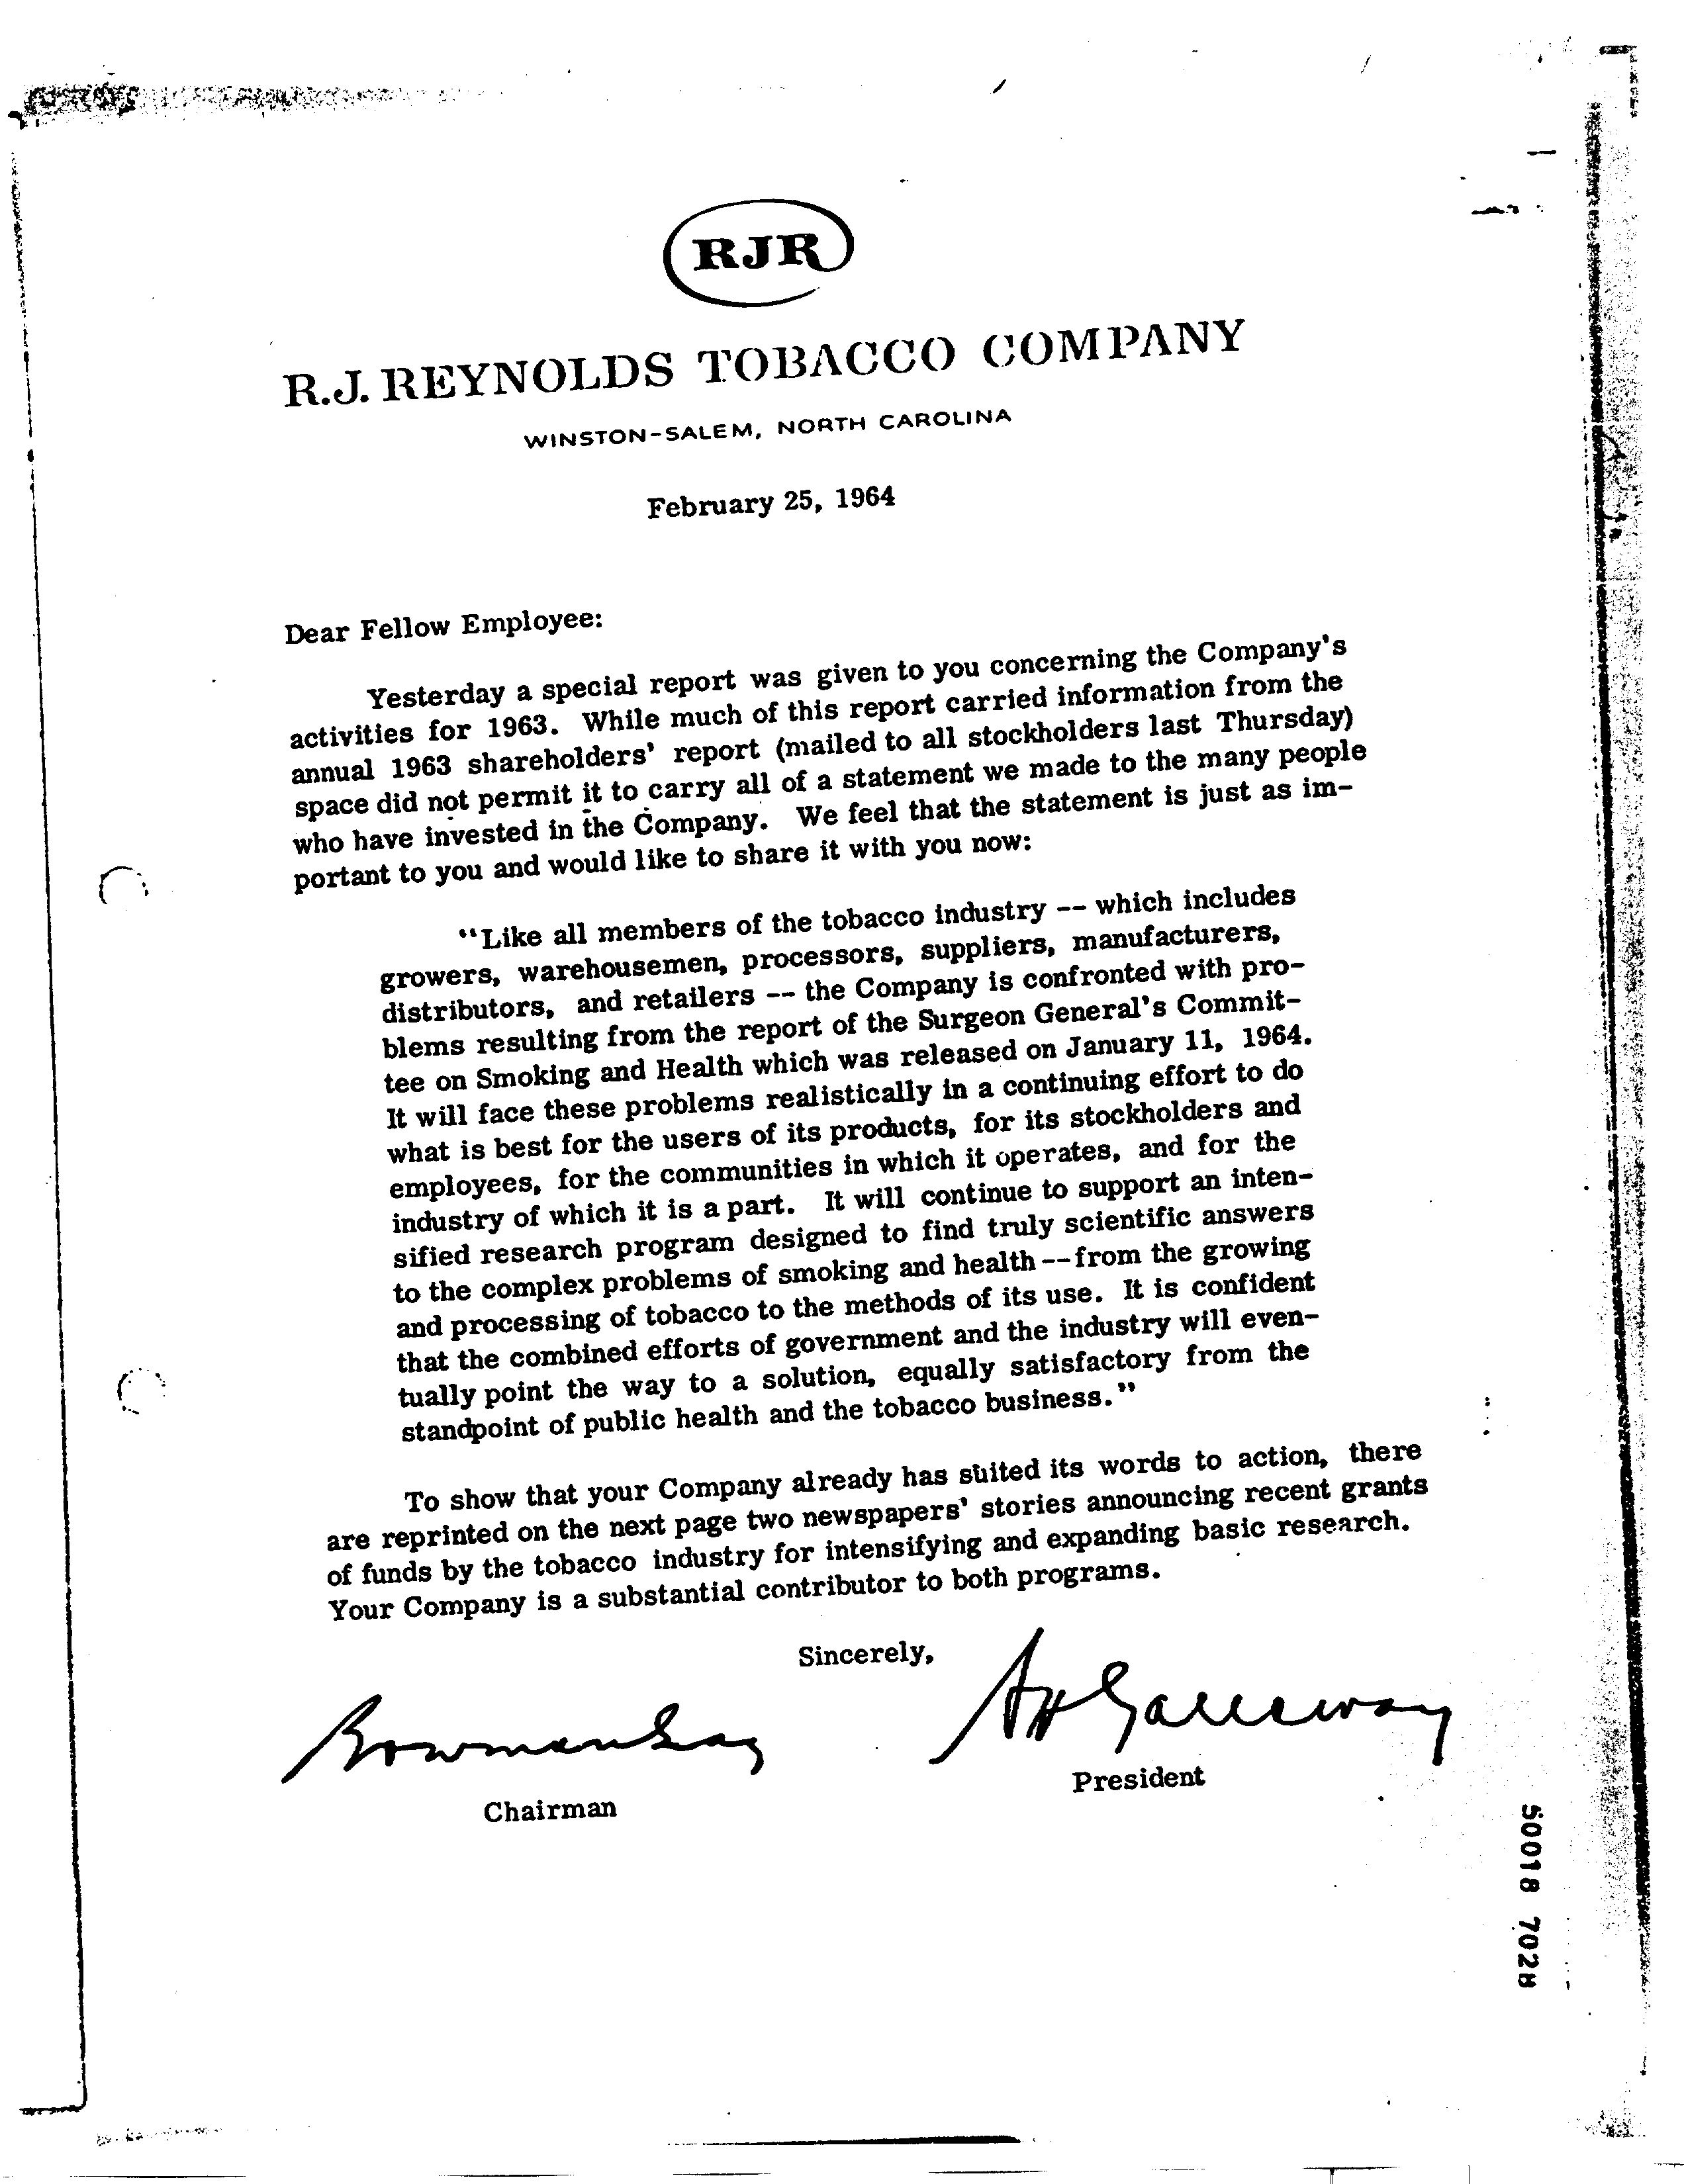 RJR
R.J. REYNOLDS TOBACCO COMPANY
WINSTON-SALEM, NORTH CAROLINA
February 25, 1964
Dear Fellow Employee:
Yesterday a special report was given to you concerning the Company's
activities for 1963. While much of this report carried information from the
annual 1963 shareholders' report (mailed to all stockholders last Thursday)
space did not permit it to carry all of a statement we made to the many people
who have invested in the Company. We feel that the statement is just as im-
portant to you and would like to share it with you now:
"Like all members of the tobacco industry -- which includes
growers, warehousemen, processors, suppliers, manufacturers,
distributors, and retailers -- the Company is confronted with pro-
blems resulting from the report of the Surgeon General's Commit-
tee on Smoking and Health which was released on January 11, 1964.
It will face these problems realistically in a continuing effort to do
what is best for the users of its products, for its stockholders and
employees, for the communities in which it operates, and for the
industry of which it is a part. It will continue to support an inten-
sified research program designed to find truly scientific answers
to the complex problems of smoking and health -- from the growing
and processing of tobacco to the methods of its use. It is confident
that the combined efforts of government and the industry will even-
tually point the way to a solution, equally satisfactory from the
standpoint of public health and the tobacco business."
To show that your Company already has suited its words to action, there
are reprinted on the next page two newspapers' stories announcing recent grants
of funds by the tobacco industry for intensifying and expanding basic research.
Your Company is a substantial contributor to both programs.
Sincerely,
Bowman Gray
AH Galloway
Chairman
President
50018 7028